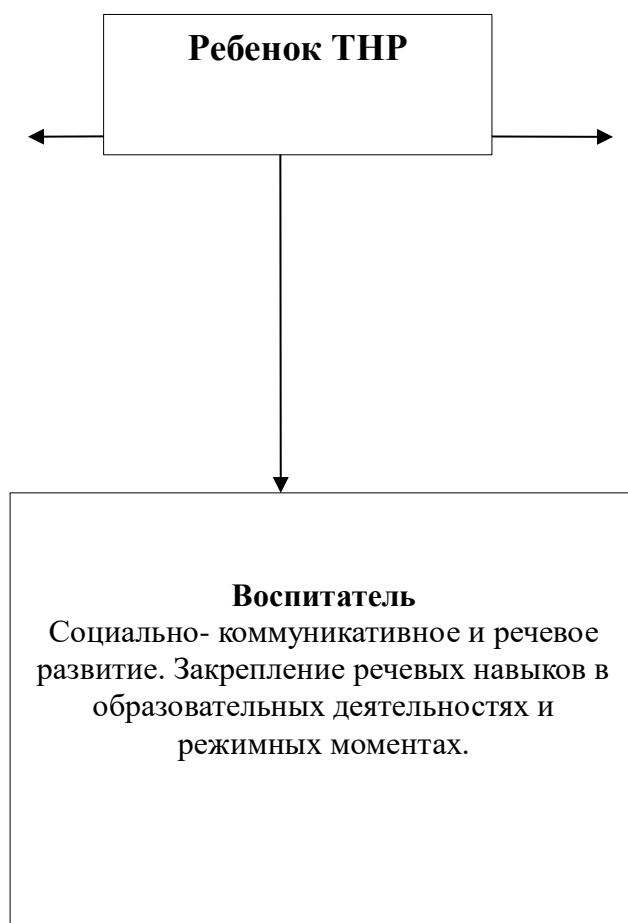 Ребенок ТНР
Воспитатель
Социально- коммуникативное и речевое
развитие. Закрепление речевых навыков в
образовательных деятельностях и
режимных моментах.